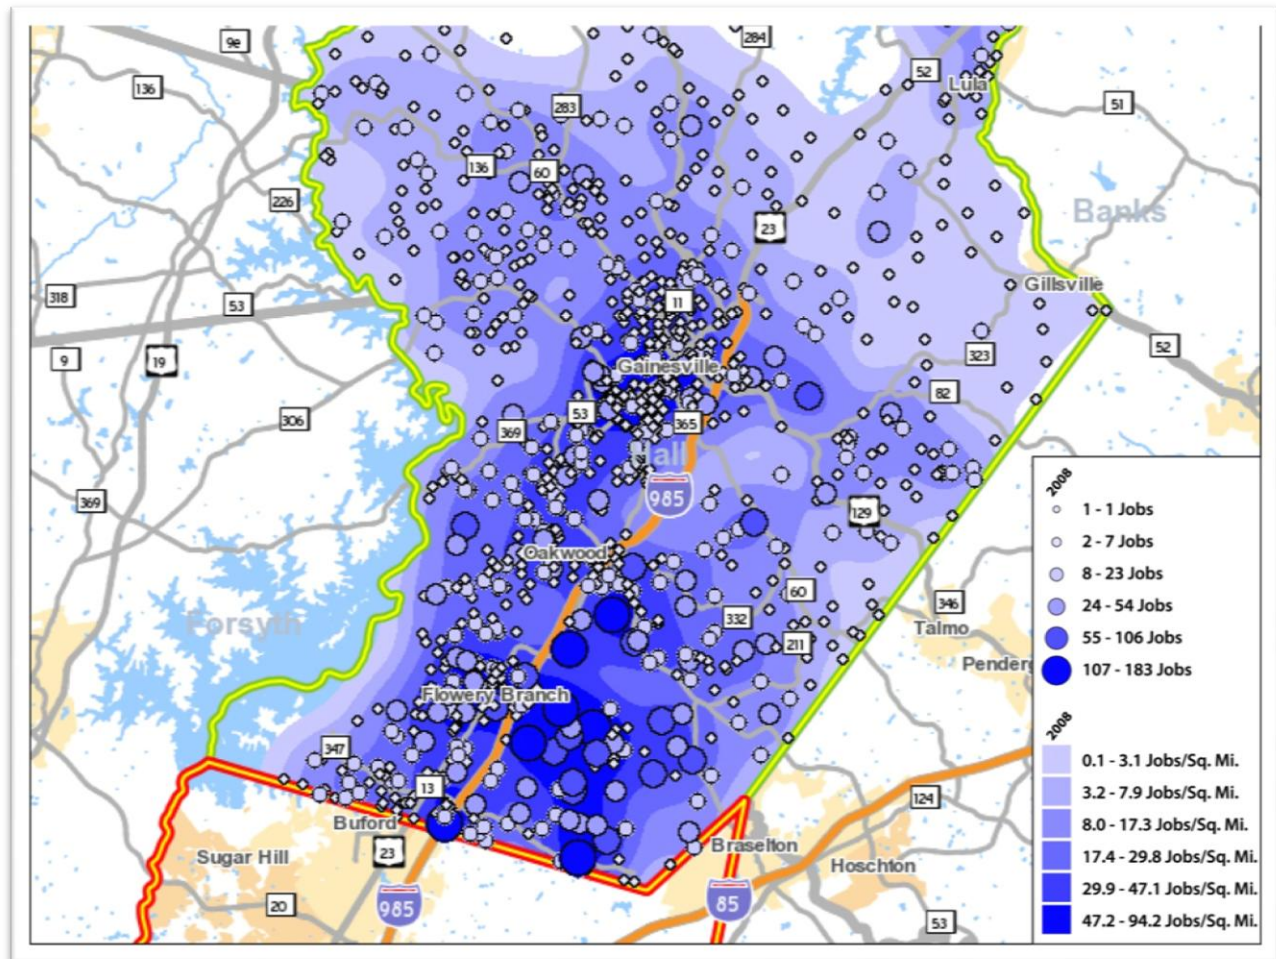 9e
284
52
136
Lula
51
283
136
60
226
Banks
23
Gillsville
318
53
11
52
9
19
323
Gainesville
82
306
53
369
365
Hall
985
369
129
Oakwood
60
346
332
Forsyth
Talmo
211
Pender
Flowery Branch
347
13
124
Buford
23
Braselton
Sugar Hill
Hoschton
20
985
85
53
2008
1 - 1 Jobs
2 - 7 Jobs
8 - 23 Jobs
24 - 54 Jobs
55 - 106 Jobs
107 - 183 Jobs
2008
0.1 - 3.1 Jobs/Sq. Mi.
3.2 - 7.9 Jobs/Sq. Mi.
8.0 - 17.3 Jobs/Sq. Mi.
17.4 - 29.8 Jobs/Sq. Mi.
29.9 - 47.1 Jobs/Sq. Mi.
47.2 - 94.2 Jobs/Sq. Mi.